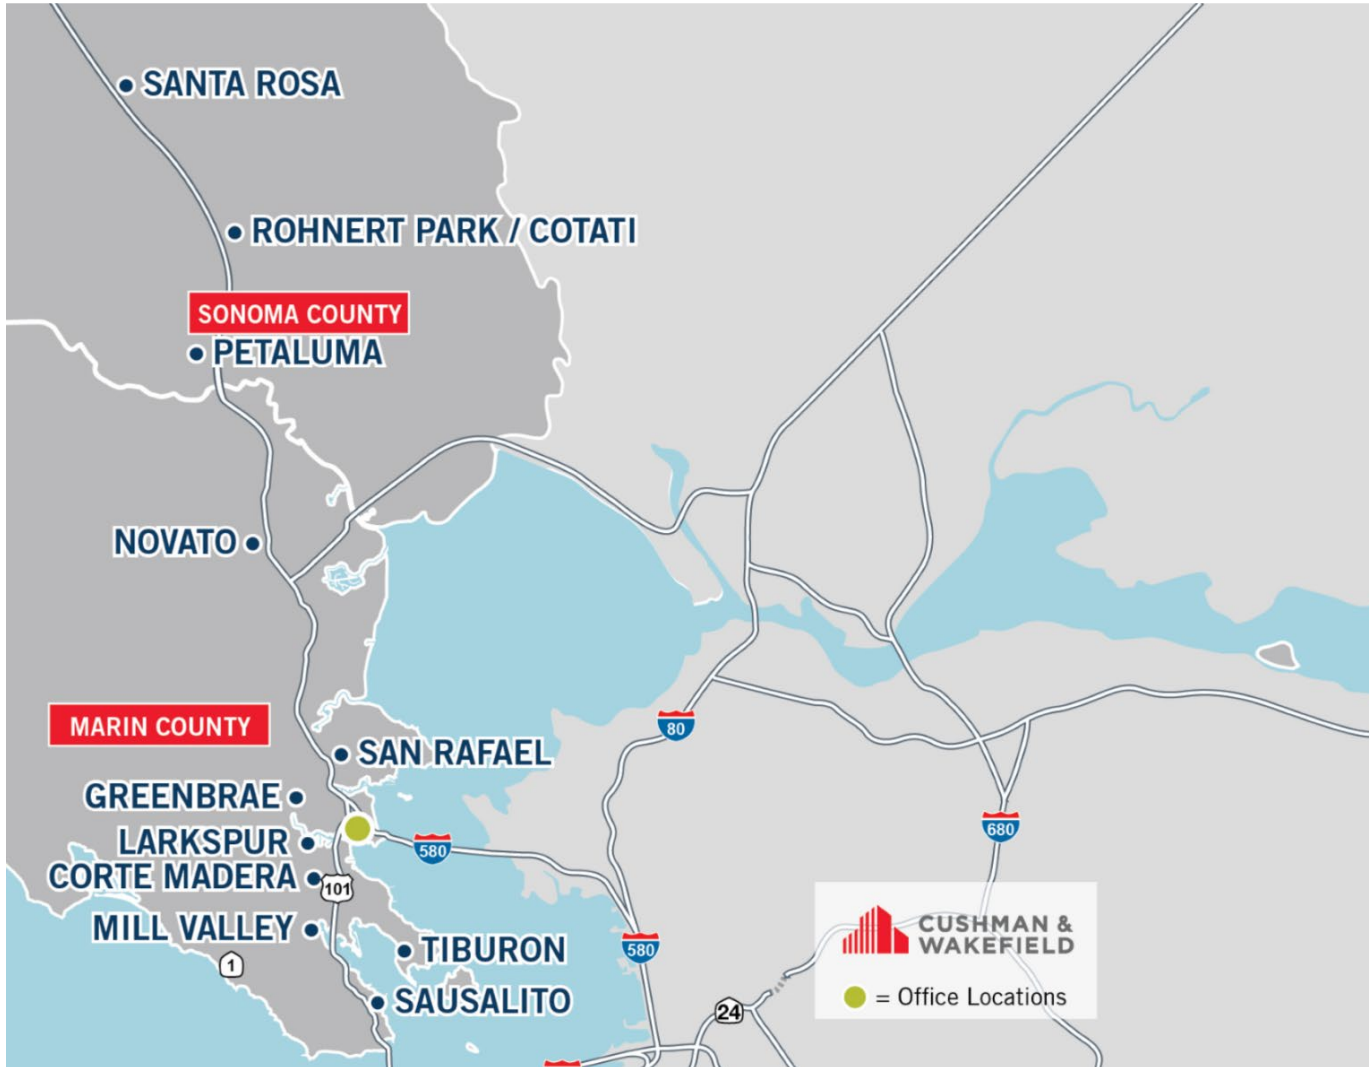 SANTA ROSA
ROHNERT PARK / COTATI
SONOMA COUNTY
PETALUMA
NOVATO
MARIN COUNTY
80
SAN RAFAEL
GREENBRAE
LARKSPUR
580
680
CORTE MADERA
101
MILL VALLEY
TIBURON
580
1
SAUSALITO
24
CUSHMAN &
WAKEFIELD
= Office Locations